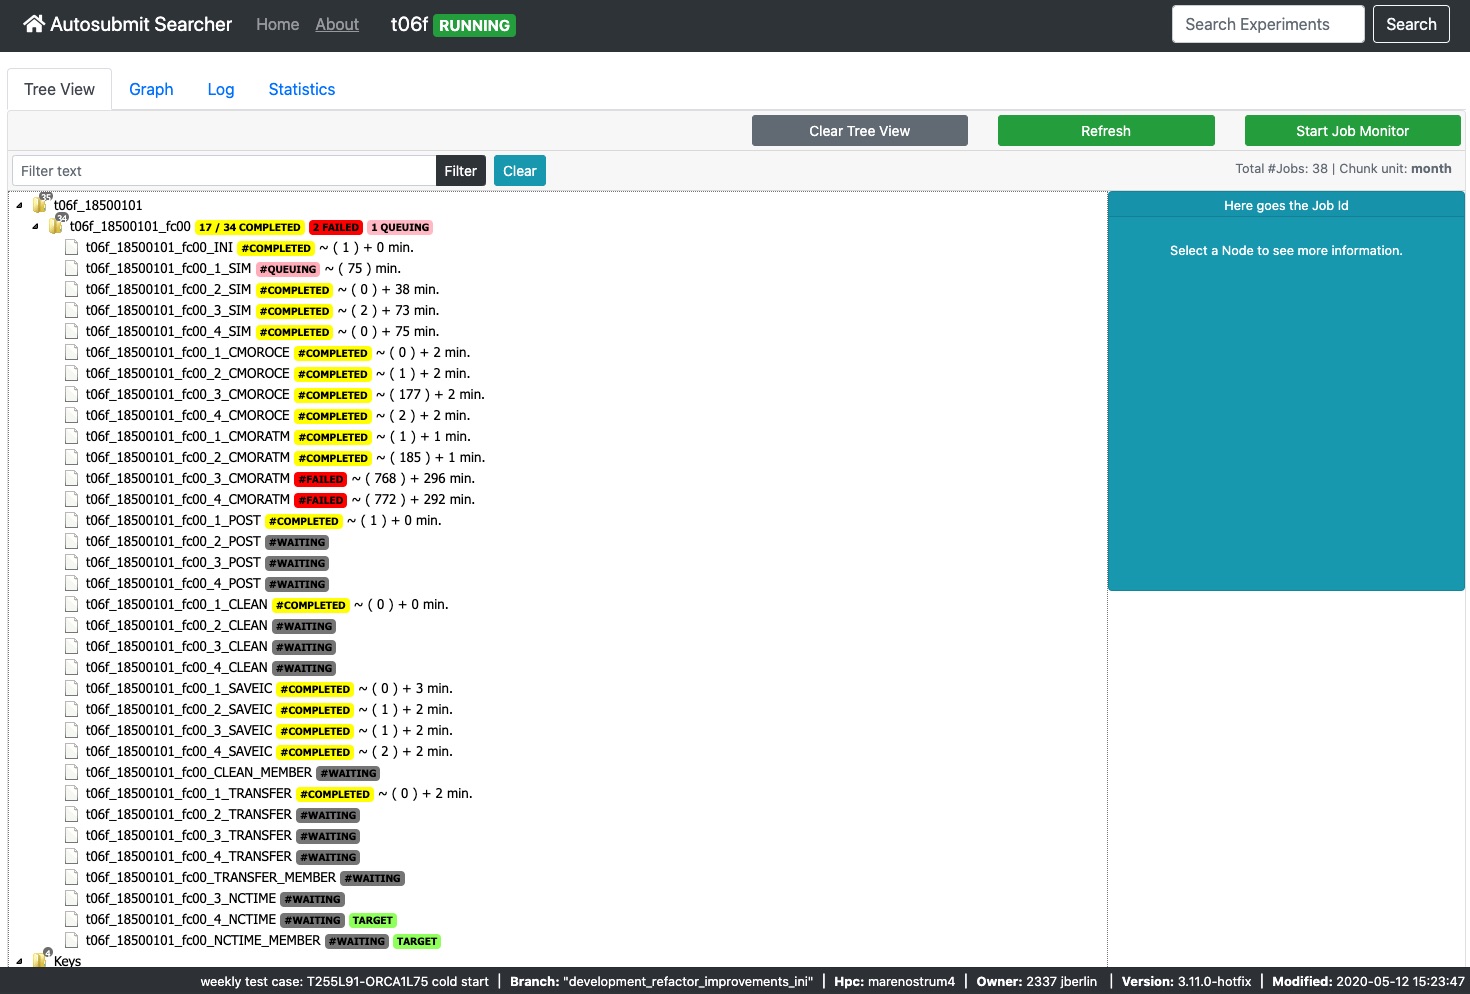 Autosubmit Searcher Home About t06f RUNNING Search Experiments Search
Tree View Graph Log Statistics
Clear Tree View Refresh Start Job Monitor
Filter text Filter Clear Total #Jobs: 38 | Chunk unit: month
35 t06f_18500101
34 t06f_18500101_fc00 17 / 34 COMPLETED 2 FAILED 1 QUEUING
t06f_18500101_fc00_INI #COMPLETED ~ ( 1 ) + 0 min.
t06f_18500101_fc00_1_SIM #QUEUING ~ ( 75 ) min.
t06f_18500101_fc00_2_SIM #COMPLETED ~ ( 0 ) + 38 min.
t06f_18500101_fc00_3_SIM #COMPLETED ~ ( 2 ) + 73 min.
t06f_18500101_fc00_4_SIM #COMPLETED ~ ( 0 ) + 75 min.
t06f_18500101_fc00_1_CMOROCE #COMPLETED ~ ( 0 ) + 2 min.
t06f_18500101_fc00_2_CMOROCE #COMPLETED ~ ( 1 ) + 2 min.
t06f_18500101_fc00_3_CMOROCE #COMPLETED ~ ( 177 ) + 2 min.
t06f_18500101_fc00_4_CMOROCE #COMPLETED ~ ( 2 ) + 2 min.
t06f_18500101_fc00_1_CMORATM #COMPLETED ~ ( 1 ) + 1 min.
t06f_18500101_fc00_2_CMORATM #COMPLETED ~ ( 185 ) + 1 min.
t06f_18500101_fc00_3_CMORATM #FAILED ~ ( 768 ) + 296 min.
t06f_18500101_fc00_4_CMORATM #FAILED ~ ( 772 ) + 292 min.
t06f_18500101_fc00_1_POST #COMPLETED ~ ( 1 ) + 0 min.
t06f_18500101_fc00_2_POST #WAITING
t06f_18500101_fc00_3_POST #WAITING
t06f_18500101_fc00_4_POST #WAITING
t06f_18500101_fc00_1_CLEAN #COMPLETED ~ ( 0 ) + 0 min.
t06f_18500101_fc00_2_CLEAN #WAITING
t06f_18500101_fc00_3_CLEAN #WAITING
t06f_18500101_fc00_4_CLEAN #WAITING
t06f_18500101_fc00_1_SAVEIC #COMPLETED ~ ( 0 ) + 3 min.
t06f_18500101_fc00_2_SAVEIC #COMPLETED ~ ( 1 ) + 2 min.
t06f_18500101_fc00_3_SAVEIC #COMPLETED ~ ( 1 ) + 2 min.
t06f_18500101_fc00_4_SAVEIC #COMPLETED ~ ( 2 ) + 2 min.
t06f_18500101_fc00_CLEAN_MEMBER #WAITING
t06f_18500101_fc00_1_TRANSFER #COMPLETED ~ ( 0 ) + 2 min.
t06f_18500101_fc00_2_TRANSFER #WAITING
t06f_18500101_fc00_3_TRANSFER #WAITING
t06f_18500101_fc00_4_TRANSFER #WAITING
t06f_18500101_fc00_TRANSFER_MEMBER #WAITING
t06f_18500101_fc00_3_NCTIME #WAITING
t06f_18500101_fc00_4_NCTIME #WAITING TARGET
t06f_18500101_fc00_NCTIME_MEMBER #WAITING TARGET
4 Keys
Here goes the Job Id
Select a Node to see more information.
weekly test case: T255L91-ORCA1L75 cold start | Branch: "development_refactor_improvements_ini" | Hpc: marenostrum4 | Owner: 2337 jberlin | Version: 3.11.0-hotfix | Modified: 2020-05-12 15:23:47